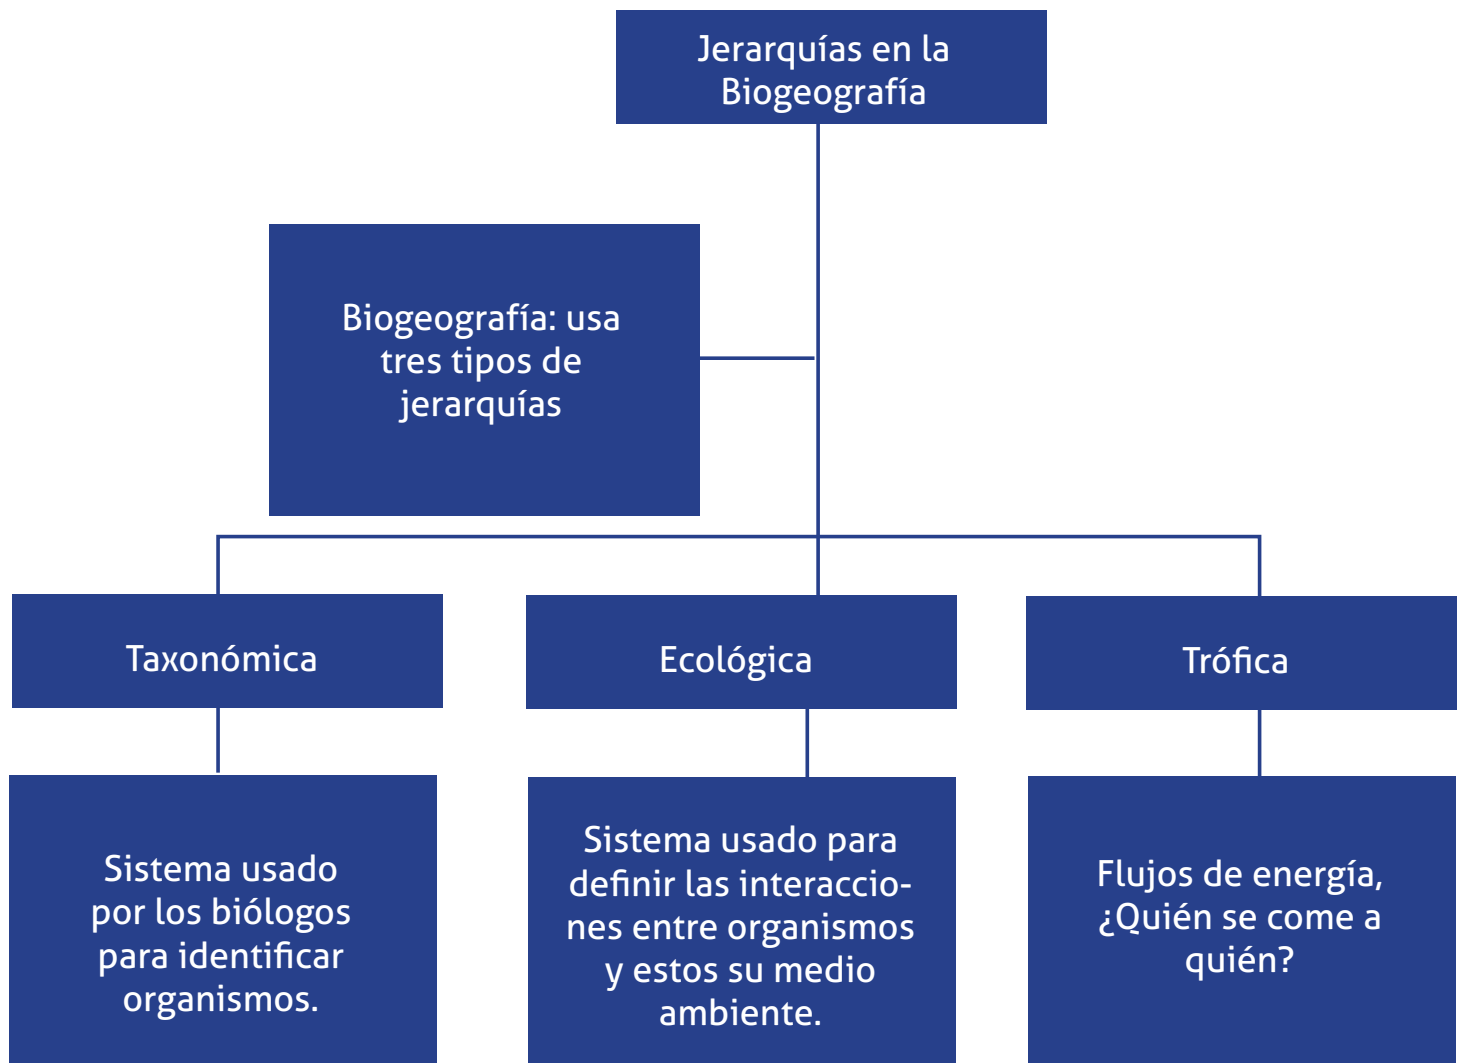 Jerarquías en la
Biogeografía
Biogeografía: usa
tres tipos de
jerarquías
Taxonómica
Ecológica
Trófica
Sistema usado
por los biólogos
para identificar
organismos.
Sistema usado para
definir las interaccio-
nes entre organismos
y estos su medio
ambiente.
Flujos de energía,
¿Quién se come a
quién?